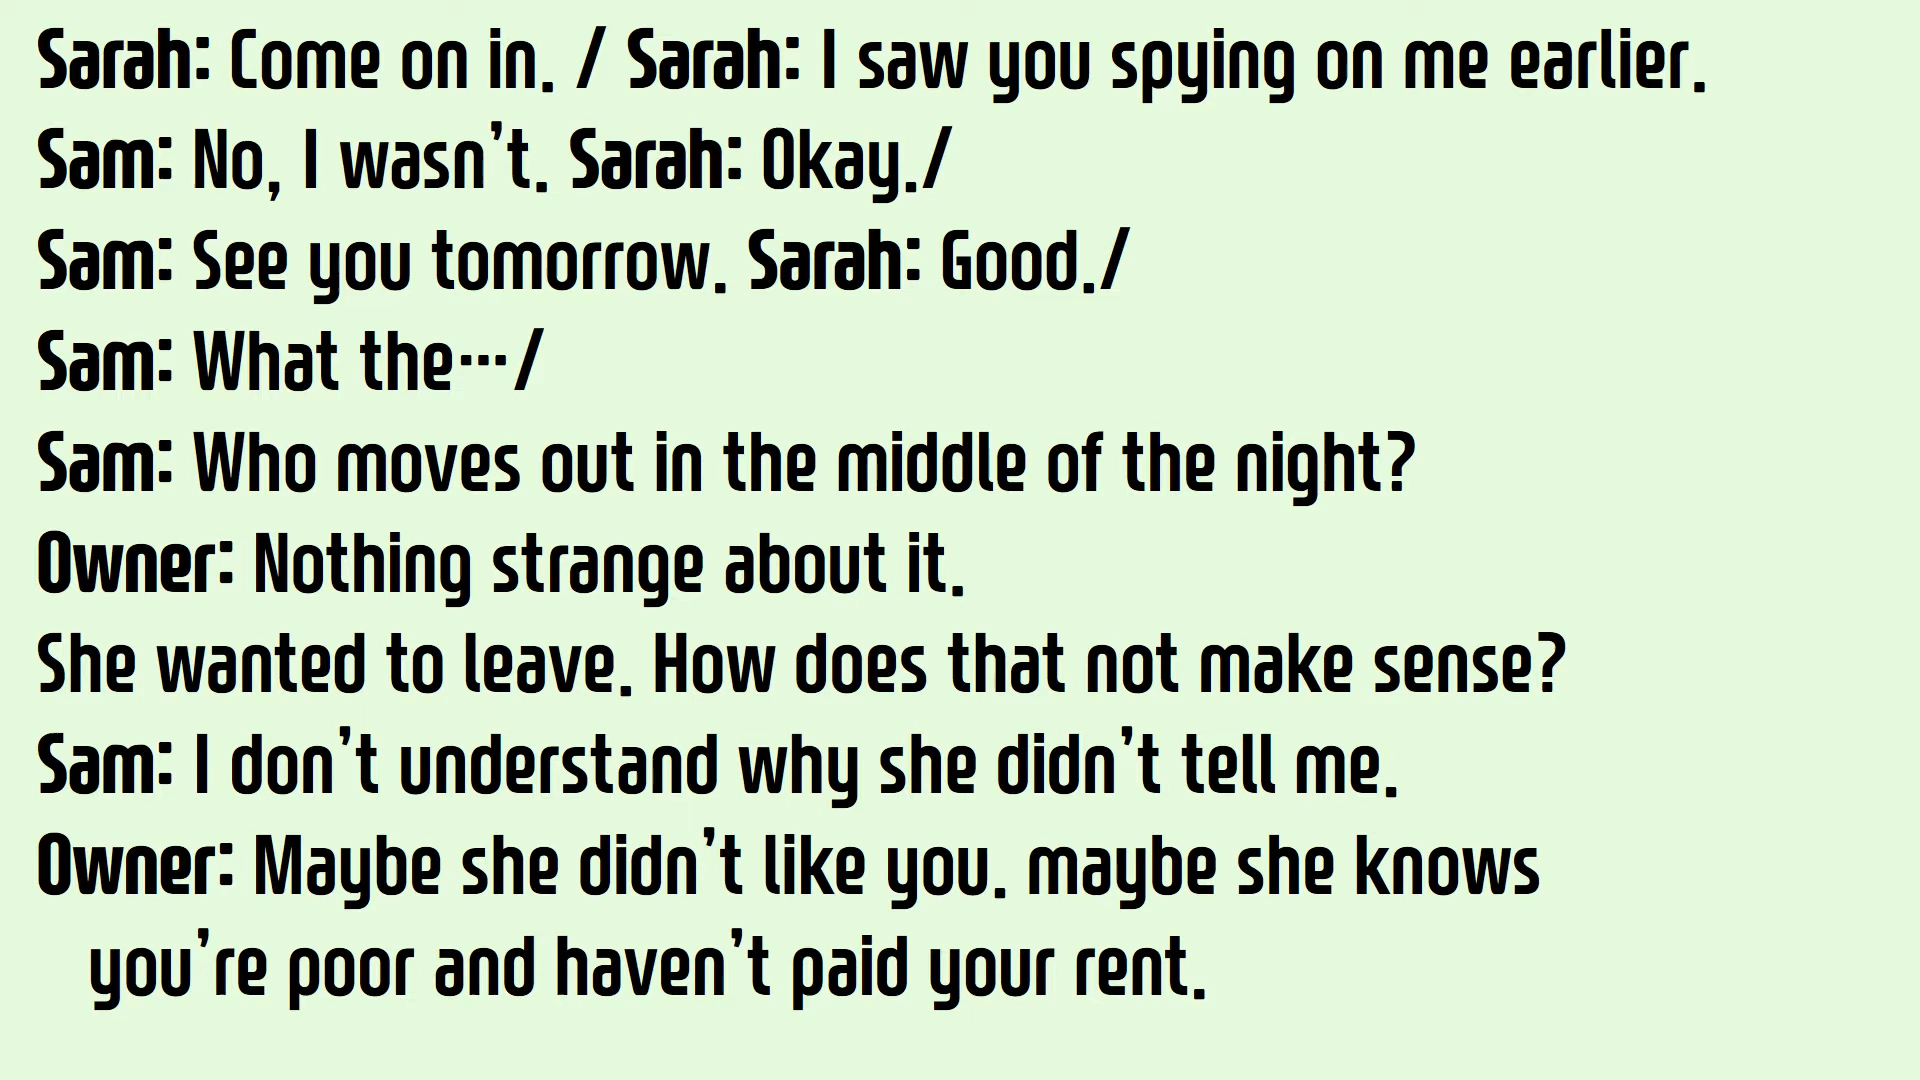 Sarah: Come on in. / Sarah: I saw you spying on me earlier.
Sam: No, I wasn’t. Sarah: Okay./
Sam: See you tomorrow. Sarah: Good./
Sam: What the…/
Sam: Who moves out in the middle of the night?
Owner: Nothing strange about it.
She wanted to leave. How does that not make sense?
Sam: I don’t understand why she didn’t tell me.
Owner: Maybe she didn’t like you. maybe she knows
you’re poor and haven’t paid your rent.